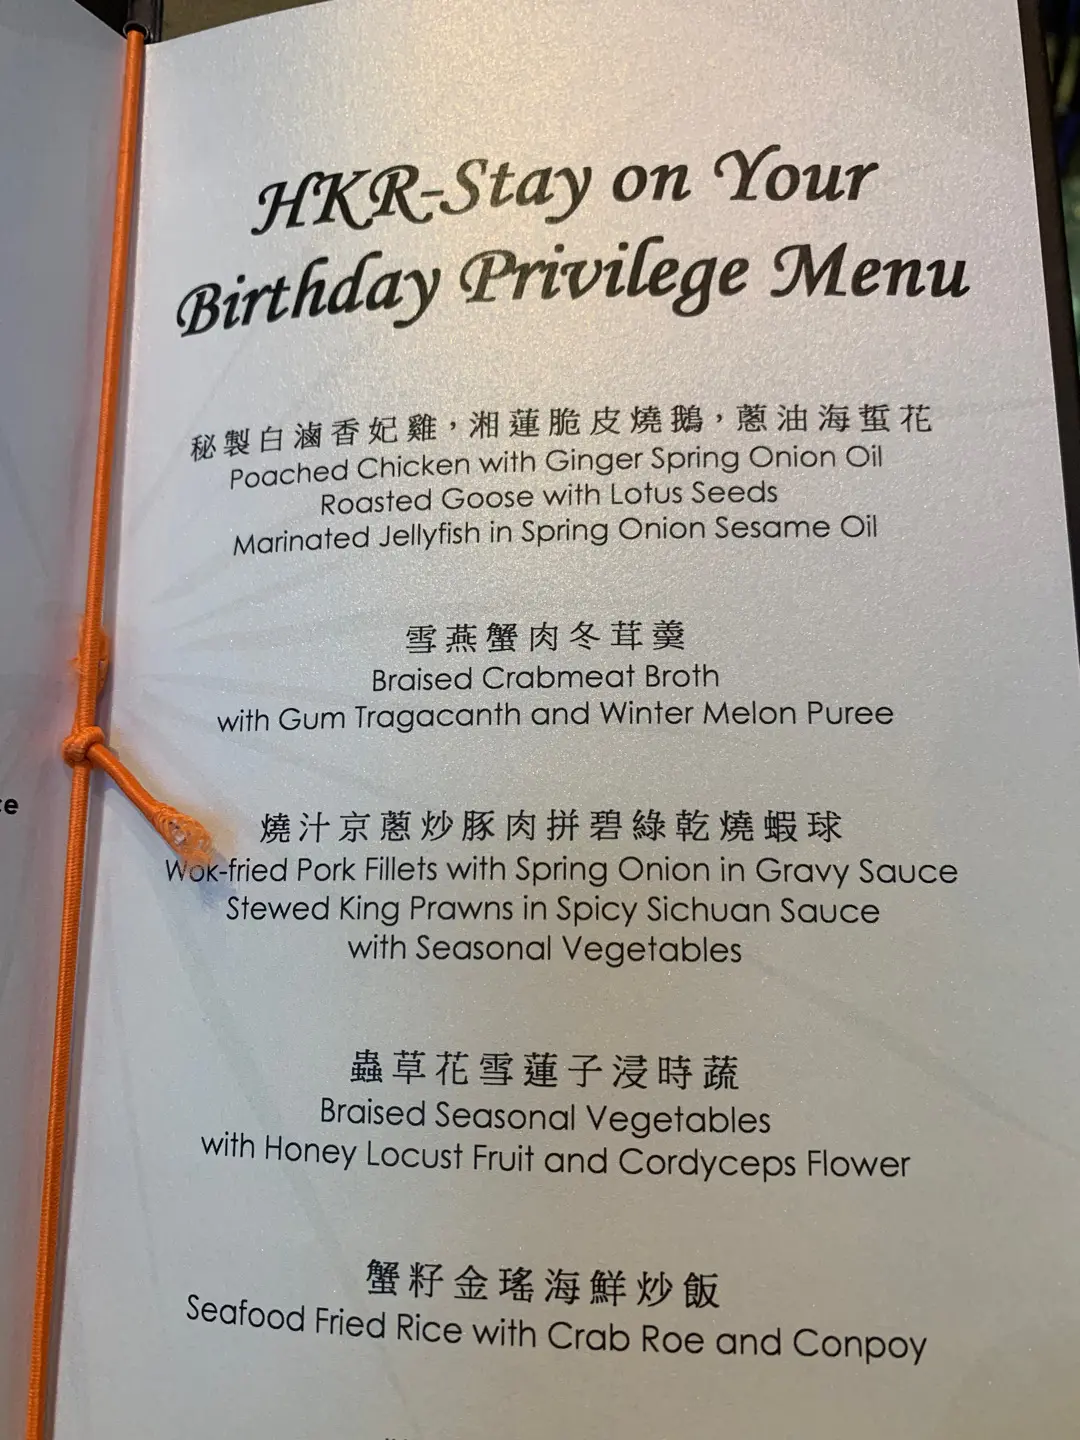 HKR-Stay on Your
Birthday Privilege Menu
秘製白滷香妃雞，湘蓮脆皮燒鵝，蔥油海蜇花
Poached Chicken with Ginger Spring Onion Oil
Roasted Goose with Lotus Seeds
Marinated Jellyfish in Spring Onion Sesame Oil
雪燕蟹肉冬茸羹
Braised Crabmeat Broth
with Gum Tragacanth and Winter Melon Puree
燒汁京蔥炒豚肉拼碧綠乾燒蝦球
Wok-fried Pork Fillets with Spring Onion in Gravy Sauce
Stewed King Prawns in Spicy Sichuan Sauce
with Seasonal Vegetables
蟲草花雪蓮子浸時蔬
Braised Seasonal Vegetables
with Honey Locust Fruit and Cordyceps Flower
蟹籽金瑤海鮮炒飯
Seafood Fried Rice with Crab Roe and Conpoy